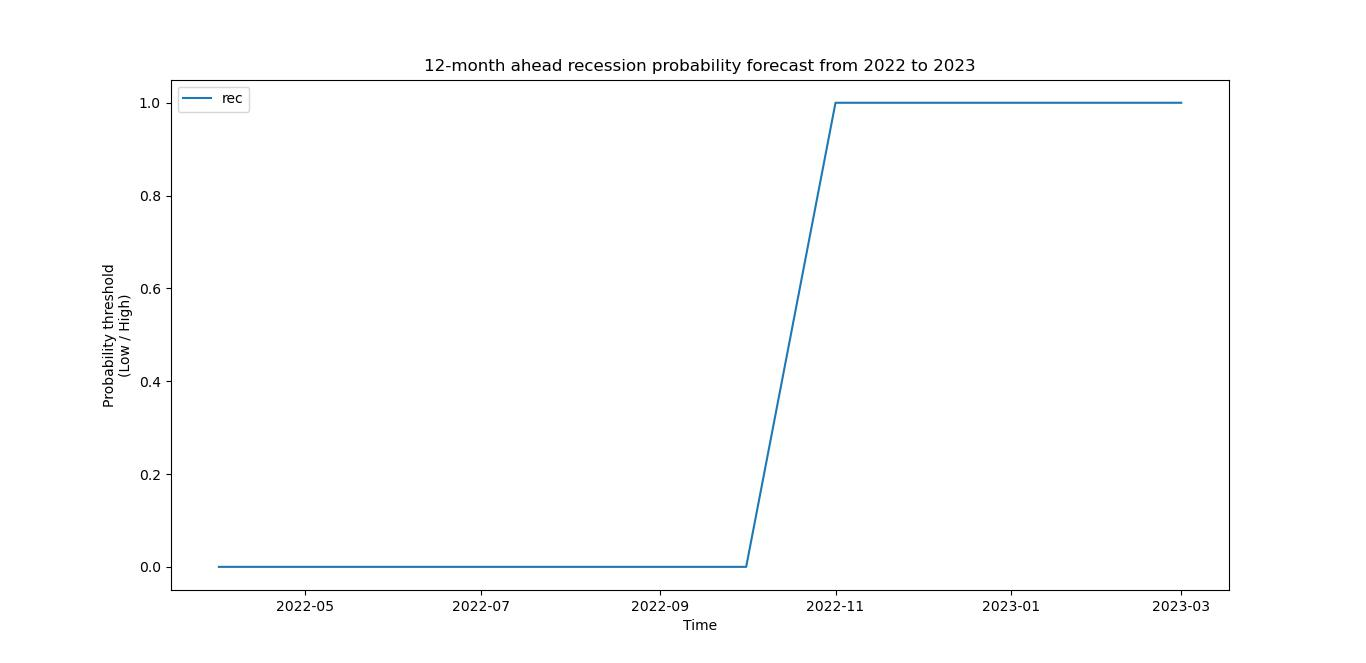 12-month ahead recession probability forecast from 2022 to 2023
rec
1.0
0.8
0.6
0.4
0.2
0.0
Probability threshold
(Low / High)
2022-05
2022-07
2022-09
2022-11
2023-01
2023-03
Time